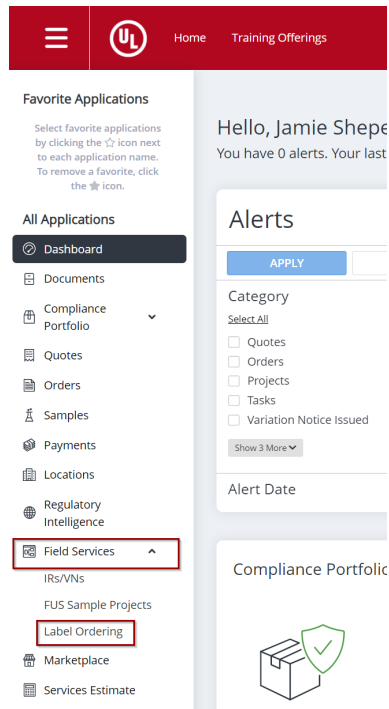 UL
Home
Training Offerings
Favorite Applications
Select favorite applications
by clicking the ☆ icon next
to each application name.
To remove a favorite, click
the ★ icon.
All Applications
Dashboard
Documents
Compliance
Portfolio
Quotes
Orders
Samples
Payments
Locations
Regulatory
Intelligence
Field Services
IRs/VNs
FUS Sample Projects
Label Ordering
Marketplace
Services Estimate
Hello, Jamie Shepe
You have 0 alerts. Your last
Alerts
APPLY
Category
Select All
Quotes
Orders
Projects
Tasks
Variation Notice Issued
Show 3 More
Alert Date
Compliance Portfolio